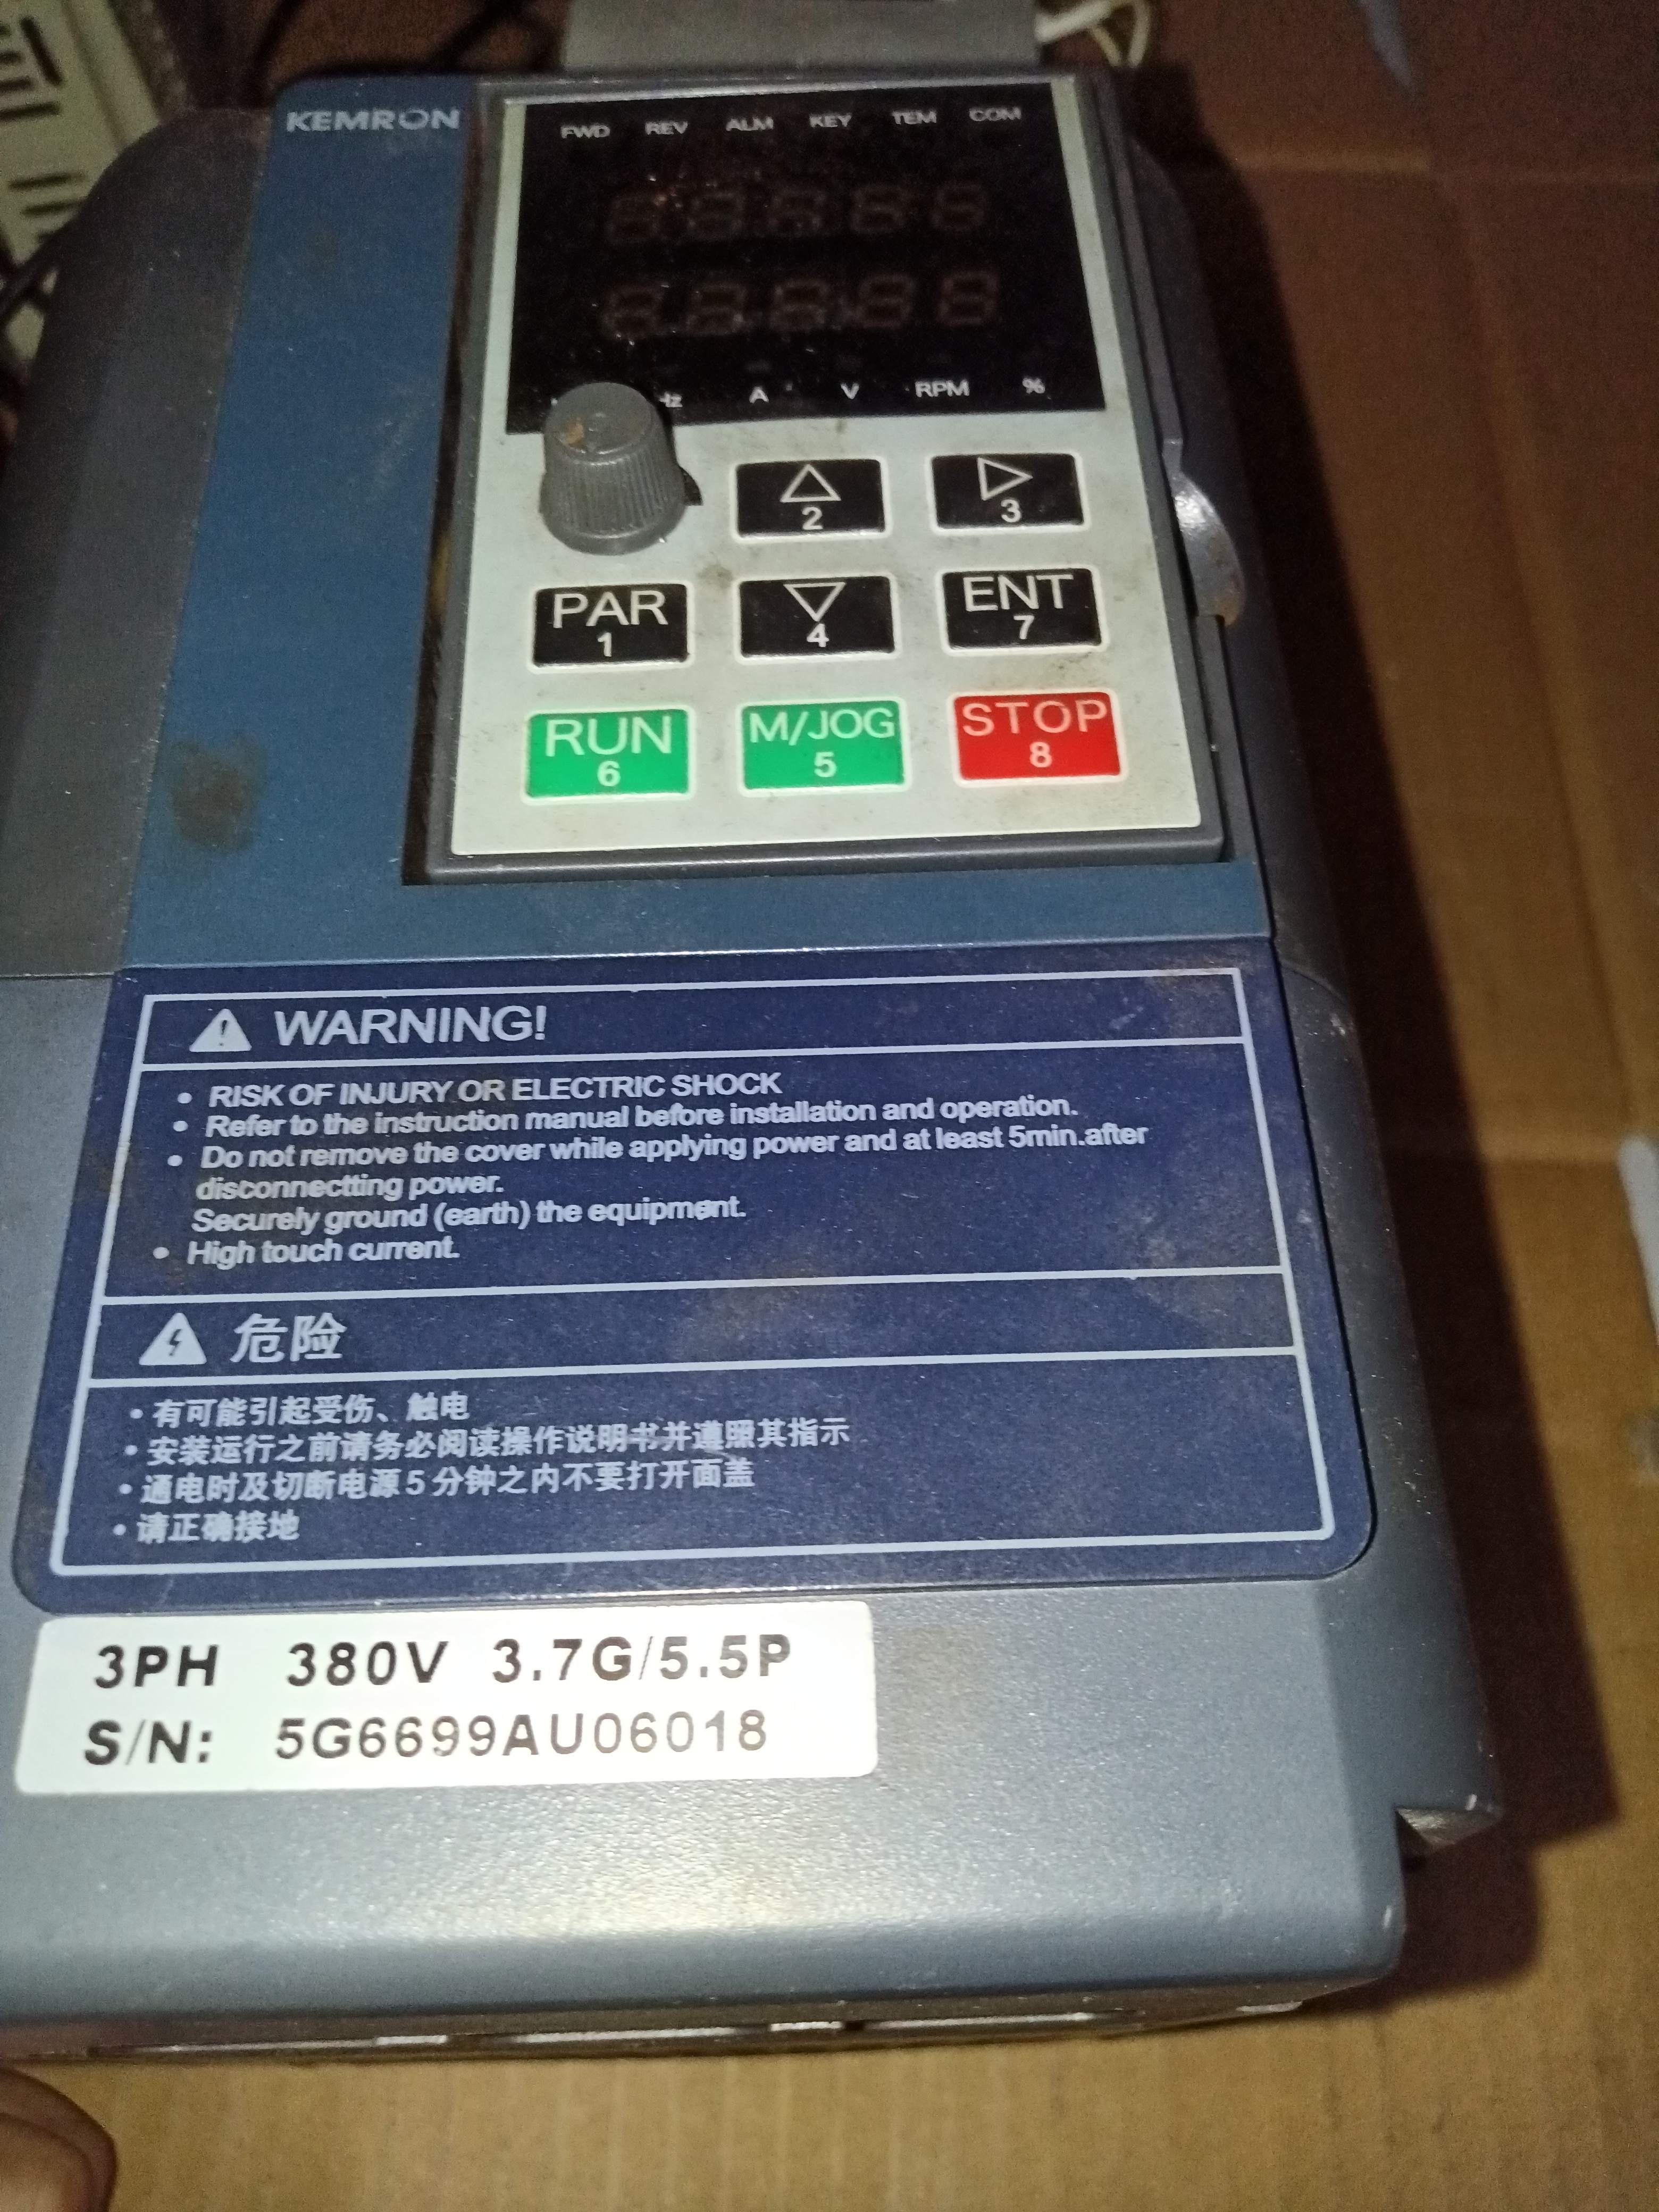 KEMRON
FWD REV ALM KEY TEM COM
Hz A V RPM %
2
3
PAR
1
4
ENT
7
RUN
6
M/JOG
5
STOP
8
WARNING!
• RISK OF INJURY OR ELECTRIC SHOCK
• Refer to the instruction manual before installation and operation.
• Do not remove the cover while applying power and at least 5min.after
disconnectting power.
Securely ground (earth) the equipment.
• High touch current.
危险
• 有可能引起受伤、触电
• 安装运行之前请务必阅读操作说明书并遵照其指示
• 通电时及切断电源5分钟之内不要打开面盖
• 请正确接地
3PH 380V 3.7G/5.5P
S/N: 5G6699AU06018